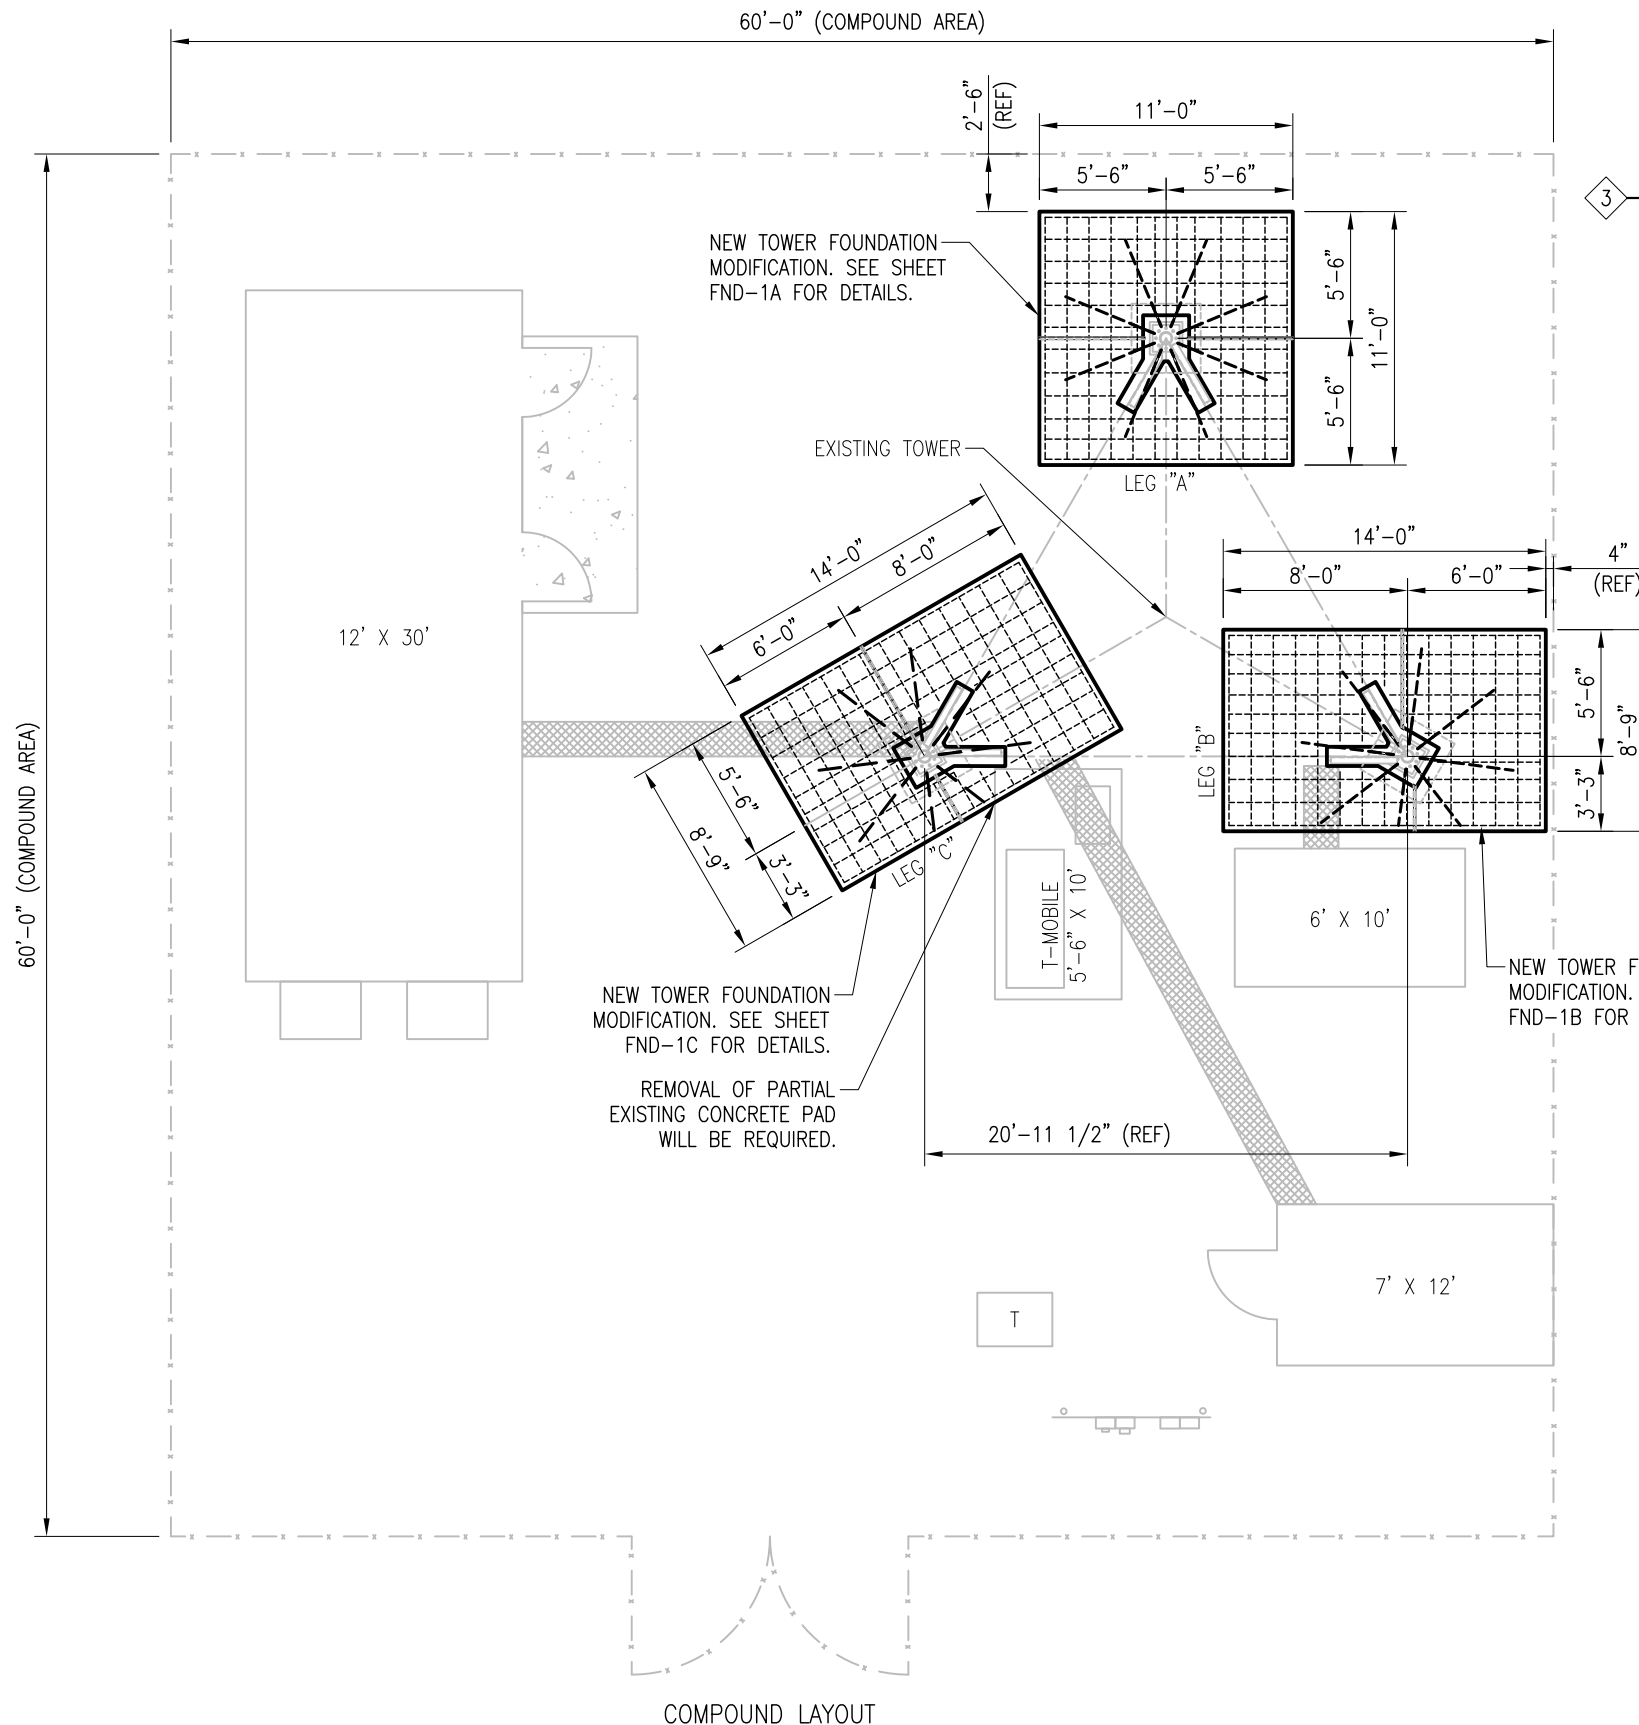 60'-0" (COMPOUND AREA)
2'-6"
(REF)
11'-0"
5'-6"
5'-6"
3
NEW TOWER FOUNDATION
MODIFICATION. SEE SHEET
FND-1A FOR DETAILS.
5'-6"
11'-0"
5'-6"
LEG "A"
EXISTING TOWER
14'-0"
8'-0"
6'-0"
14'-0"
4"
(REF)
8'-0"
6'-0"
12' X 30'
5'-6"
8'-9"
3'-3"
LEG "B"
60'-0" (COMPOUND AREA)
5'-6"
8'-9"
3'-3"
LEG "C"
T-MOBILE
5'-6" X 10'
6' X 10'
NEW TOWER F
MODIFICATION.
FND-1B FOR
NEW TOWER FOUNDATION
MODIFICATION. SEE SHEET
FND-1C FOR DETAILS.
REMOVAL OF PARTIAL
EXISTING CONCRETE PAD
WILL BE REQUIRED.
20'-11 1/2" (REF)
7' X 12'
T
COMPOUND LAYOUT